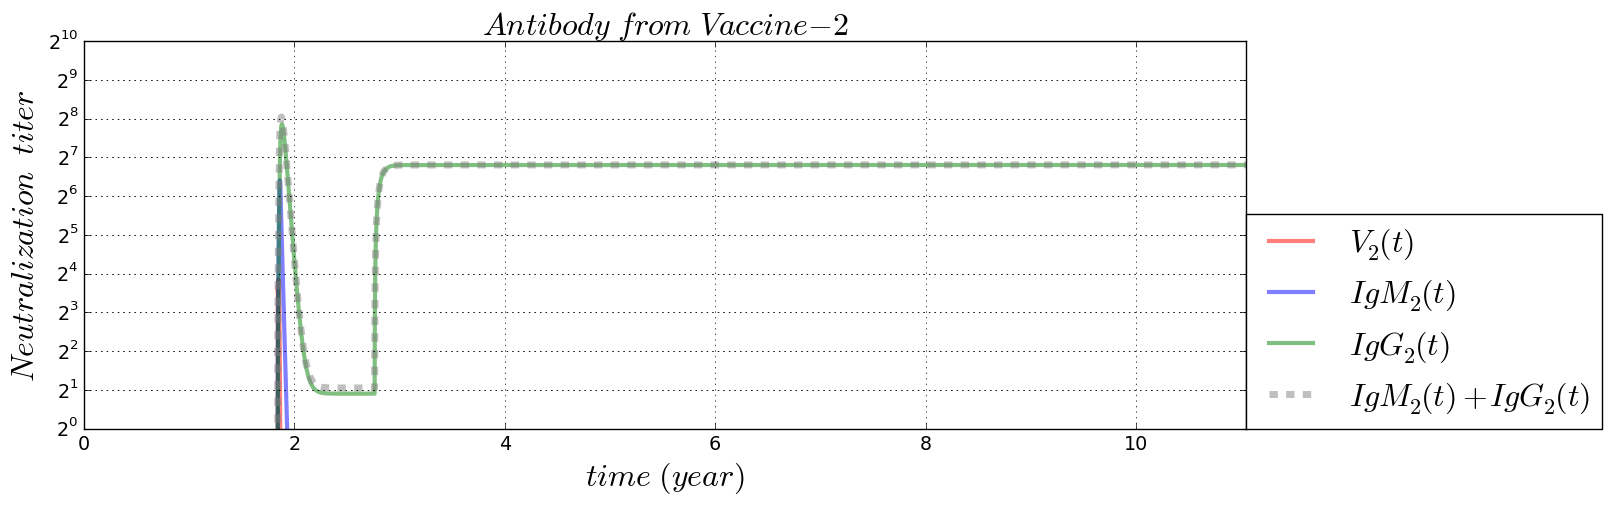 Antibody from Vaccine−2
Neutralization titer
2^10
2^9
2^8
2^7
2^6
2^5
2^4
2^3
2^2
2^1
2^0
0 2 4 6 8 10
time (year)
V_2(t)
IgM_2(t)
IgG_2(t)
IgM_2(t)+IgG_2(t)